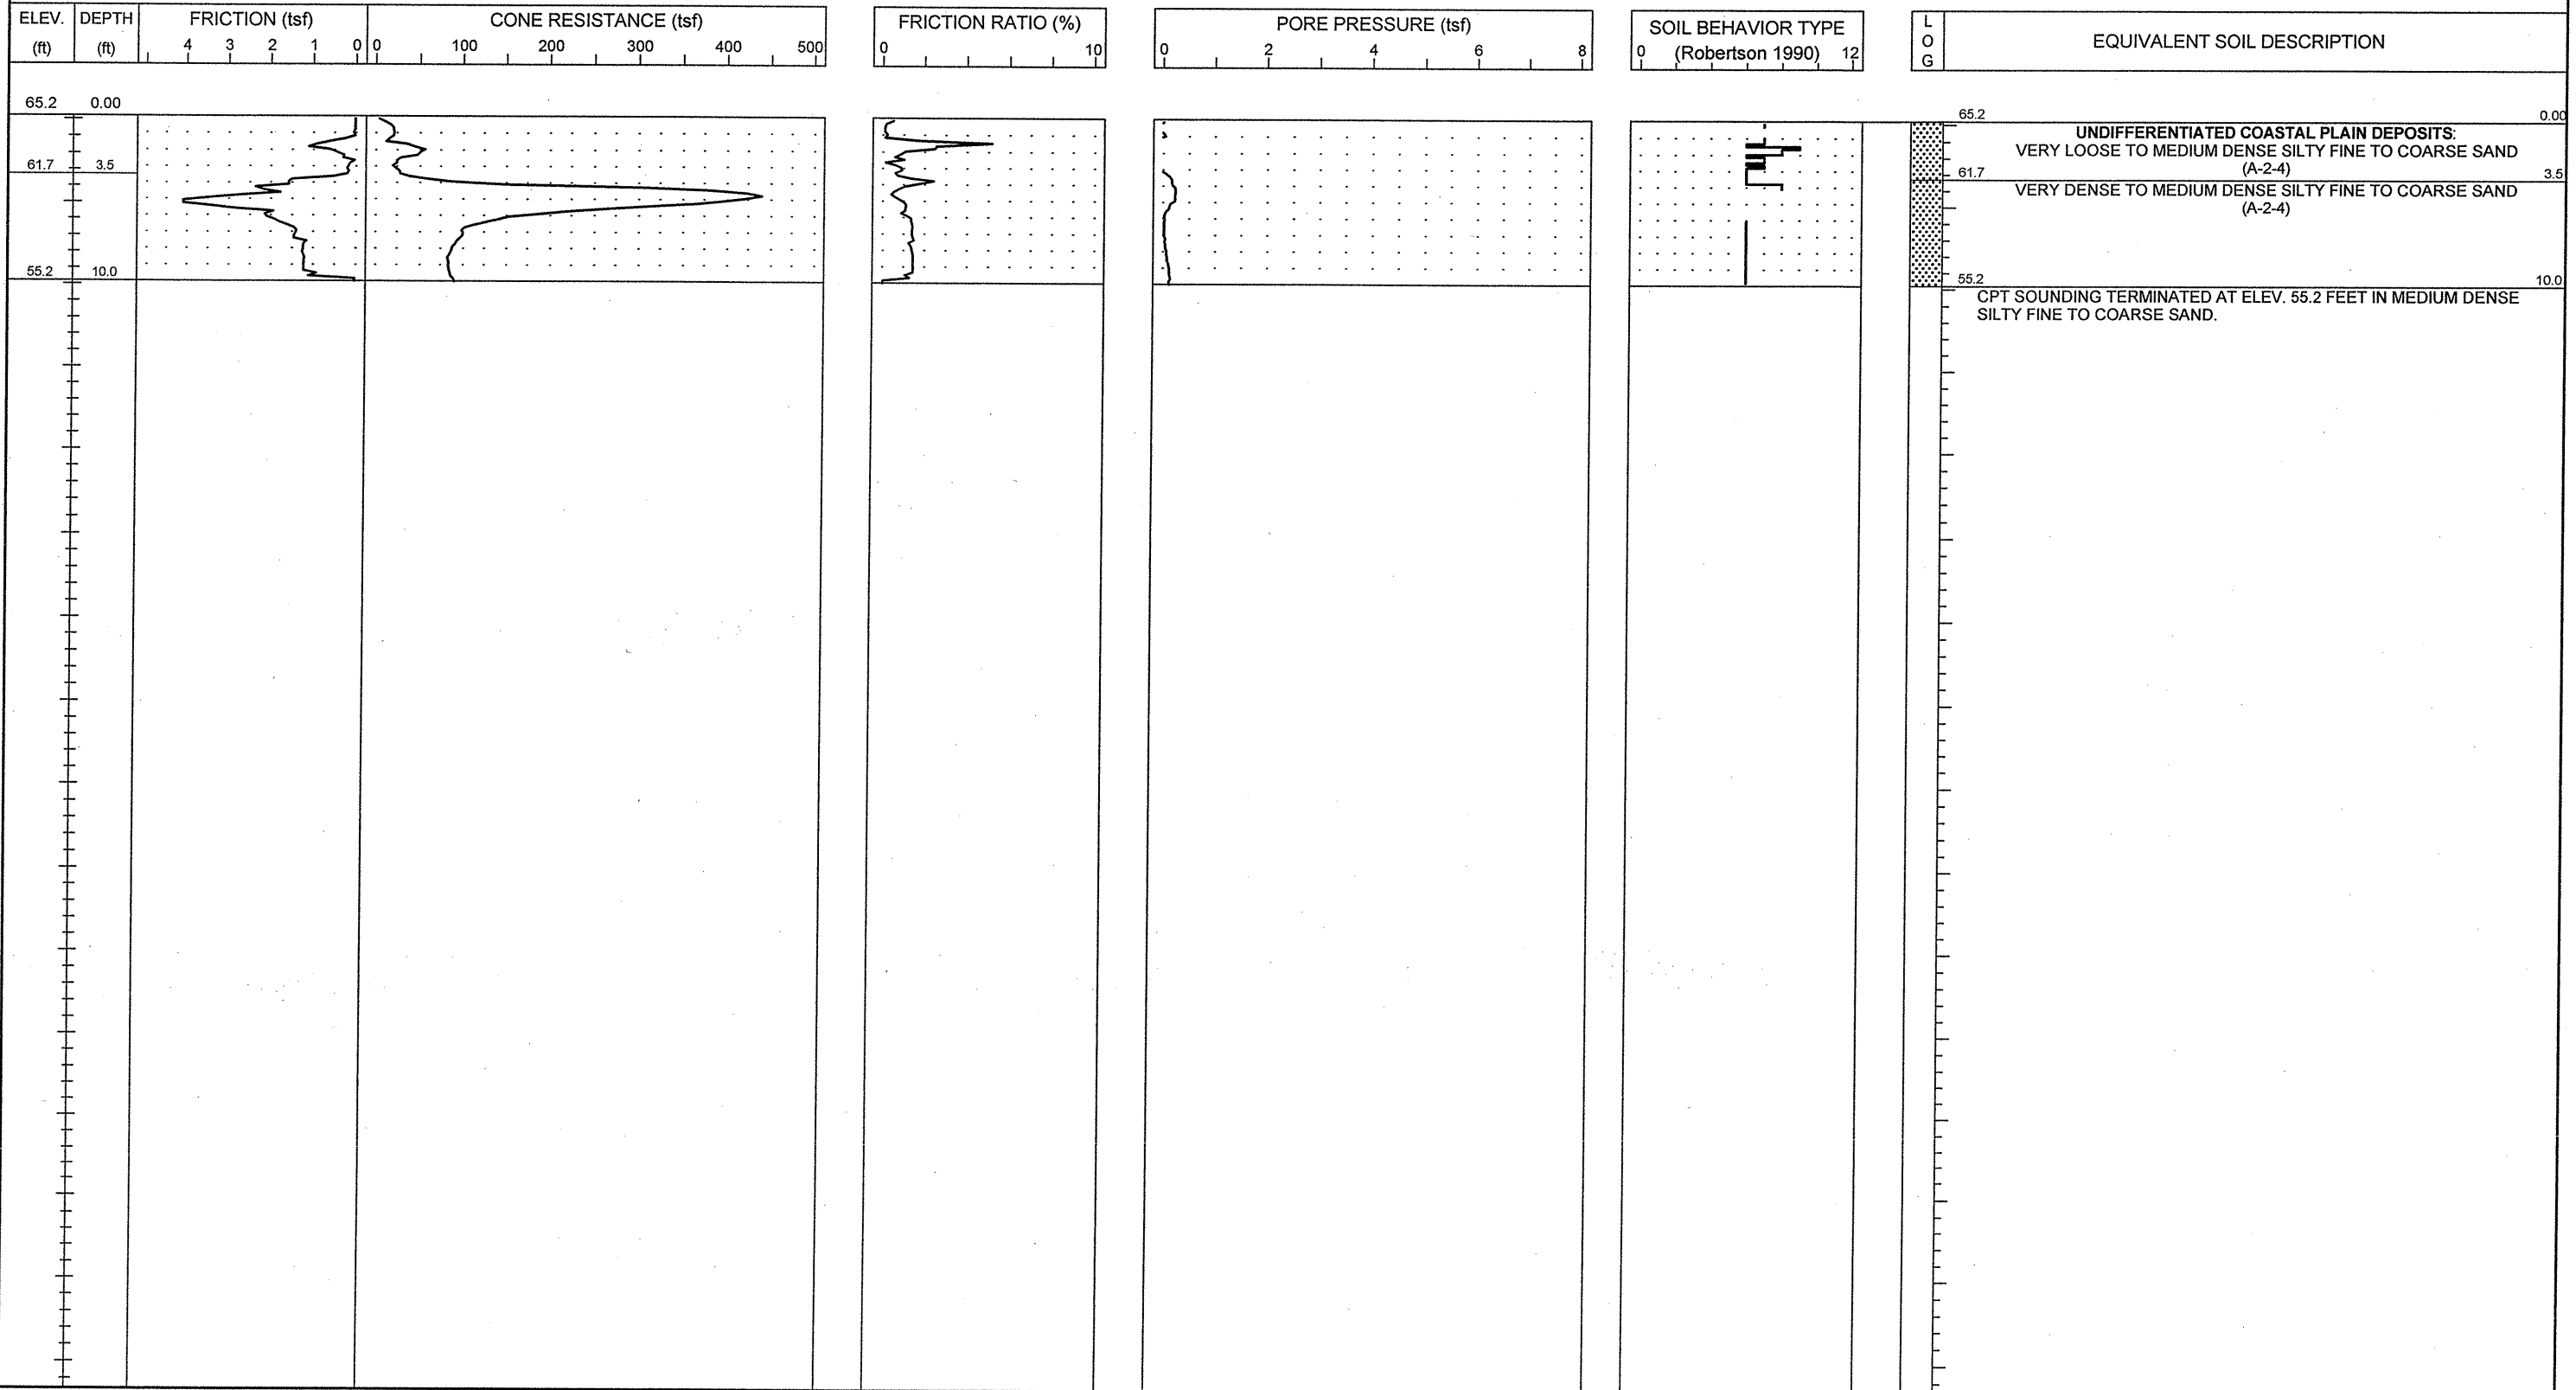 ELEV.
(ft)
DEPTH
(ft)
FRICTION (tsf)
4 3 2 1 0
CONE RESISTANCE (tsf)
0 100 200 300 400 500
FRICTION RATIO (%)
0 10
PORE PRESSURE (tsf)
0 2 4 6 8
SOIL BEHAVIOR TYPE
(Robertson 1990)
0 12
L
O
G
EQUIVALENT SOIL DESCRIPTION
65.2 0.00
61.7 3.5
55.2 10.0
65.2 0.00
UNDIFFERENTIATED COASTAL PLAIN DEPOSITS:
VERY LOOSE TO MEDIUM DENSE SILTY FINE TO COARSE SAND
(A-2-4)
61.7 3.5
VERY DENSE TO MEDIUM DENSE SILTY FINE TO COARSE SAND
(A-2-4)
55.2 10.0
CPT SOUNDING TERMINATED AT ELEV. 55.2 FEET IN MEDIUM DENSE
SILTY FINE TO COARSE SAND.